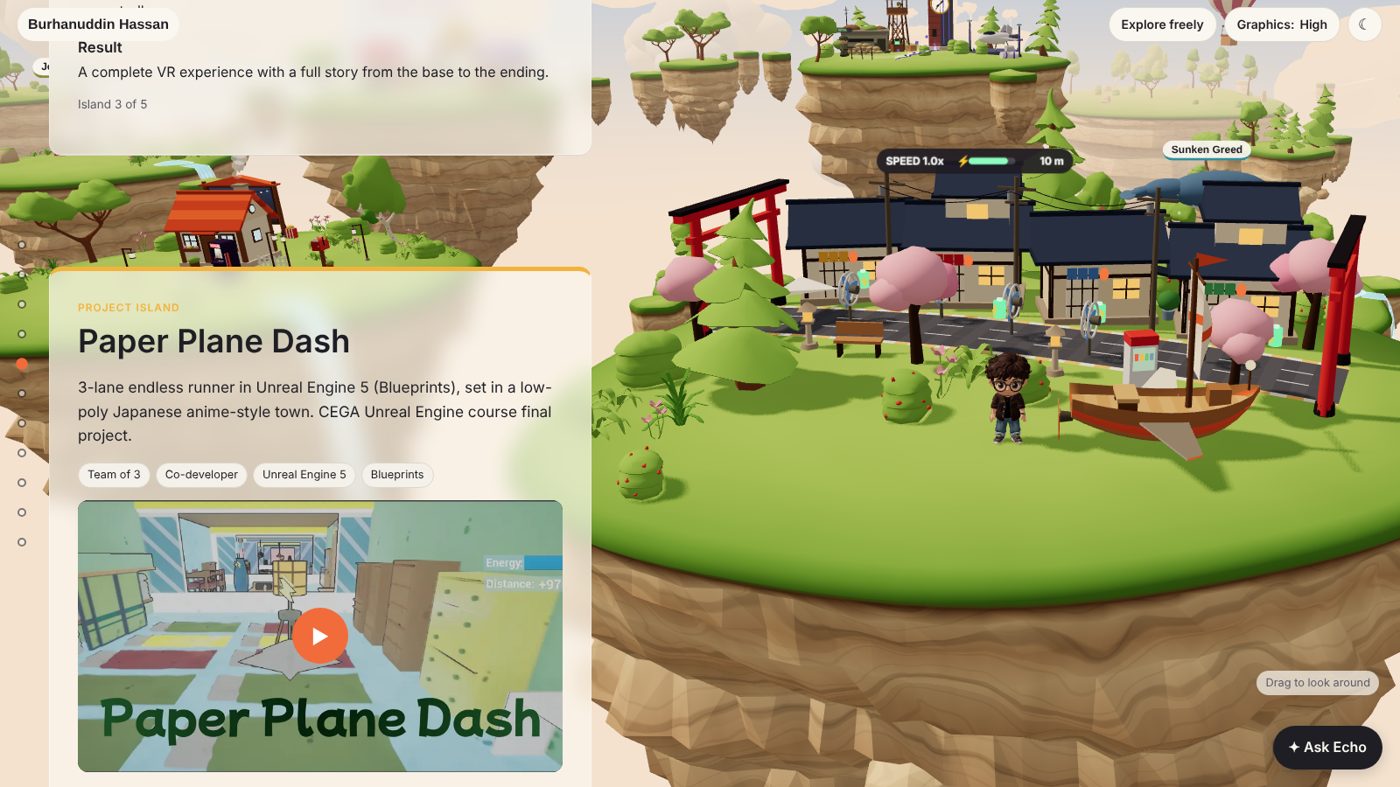 Burhanuddin Hassan
Result
A complete VR experience with a full story from the base to the ending.
Island 3 of 5
Explore freely
Graphics: High
SPEED 1.0x
10 m
Sunken Greed
PROJECT ISLAND
Paper Plane Dash
3-lane endless runner in Unreal Engine 5 (Blueprints), set in a low-
poly Japanese anime-style town. CEGA Unreal Engine course final
project.
Team of 3
Co-developer
Unreal Engine 5
Blueprints
Energy:
Distance: +97
Paper Plane Dash
Drag to look around
✦ Ask Echo